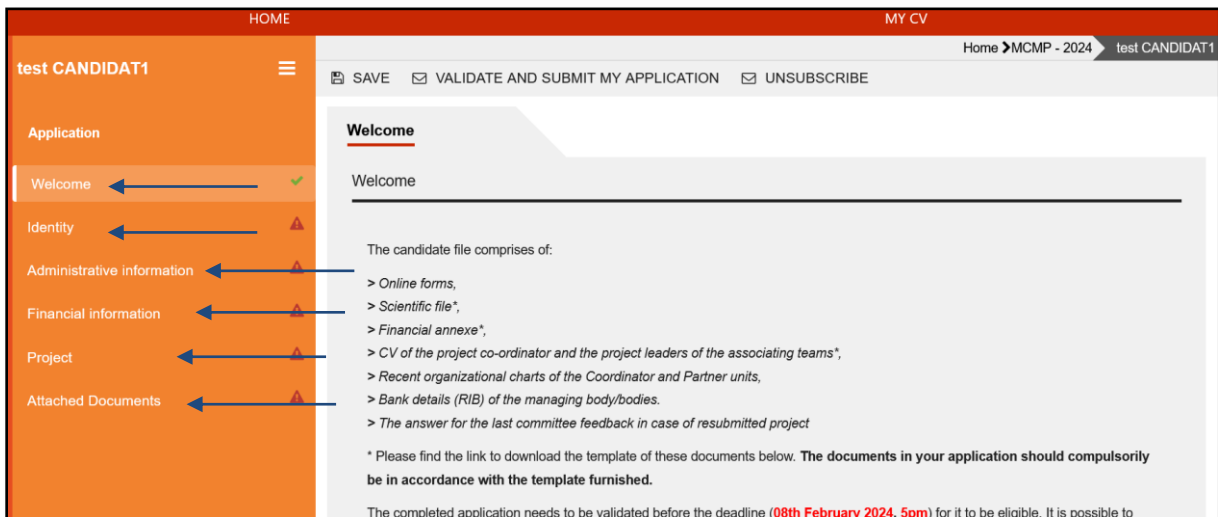 HOME MY CV
Home MCMP - 2024 test CANDIDAT1
test CANDIDAT1
SAVE VALIDATE AND SUBMIT MY APPLICATION UNSUBSCRIBE
Application
Welcome
Identity
Administrative information
Financial information
Project
Attached Documents
Welcome
Welcome
The candidate file comprises of:
> Online forms,
> Scientific file*,
> Financial annexe*,
> CV of the project co-ordinator and the project leaders of the associating teams*,
> Recent organizational charts of the Coordinator and Partner units,
> Bank details (RIB) of the managing body/bodies.
> The answer for the last committee feedback in case of resubmitted project
* Please find the link to download the template of these documents below. The documents in your application should compulsorily
be in accordance with the template furnished.
The completed application needs to be validated before the deadline (08th February 2024, 5pm) for it to be eligible. It is possible to